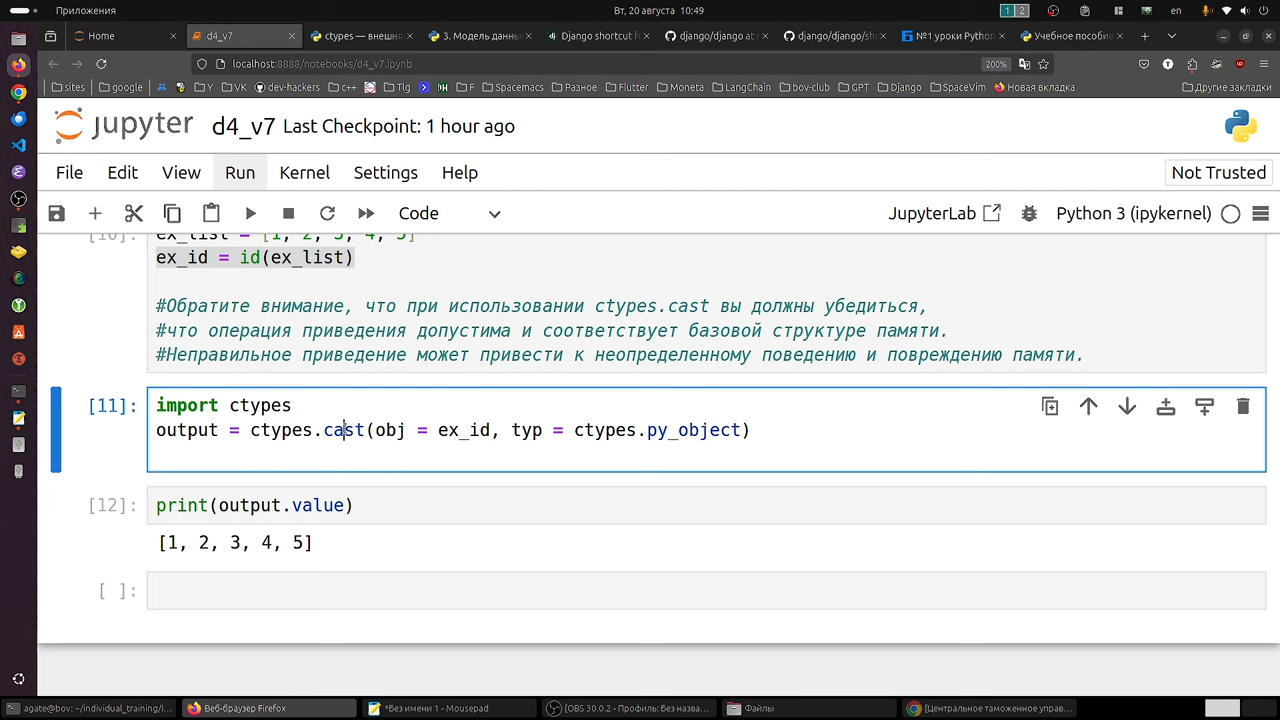 Приложения
Вт, 20 августа 10:49
1 2
en
Home
d4_v7
ctypes — внешня
3. Модель данны
Django shortcut f
django/django at
django/django/sh
№1 уроки Python
Учебное пособие
localhost:8888/notebooks/d4_v7.ipynb
200%
sites
google
Y
VK
dev-hackers
c++
Tlg
F
Spacemacs
Разное
Flutter
Moneta
LangChain
bov-club
GPT
Django
SpaceVim
Новая вкладка
Другие закладки
jupyter
d4_v7 Last Checkpoint: 1 hour ago
File Edit View Run Kernel Settings Help
Not Trusted
Code
JupyterLab
Python 3 (ipykernel)
[10]: ex_list = [1, 2, 3, 4, 5]
ex_id = id(ex_list)
#Обратите внимание, что при использовании ctypes.cast вы должны убедиться,
#что операция приведения допустима и соответствует базовой структуре памяти.
#Неправильное приведение может привести к неопределенному поведению и повреждению памяти.
[11]: import ctypes
output = ctypes.cast(obj = ex_id, typ = ctypes.py_object)
[12]: print(output.value)
[1, 2, 3, 4, 5]
[ ]:
agate@bov: ~/individual_training/l...
Веб-браузер Firefox
*Без имени 1 - Mousepad
[OBS 30.0.2 - Профиль: Без назва...
Файлы
[Центральное таможенное управ...